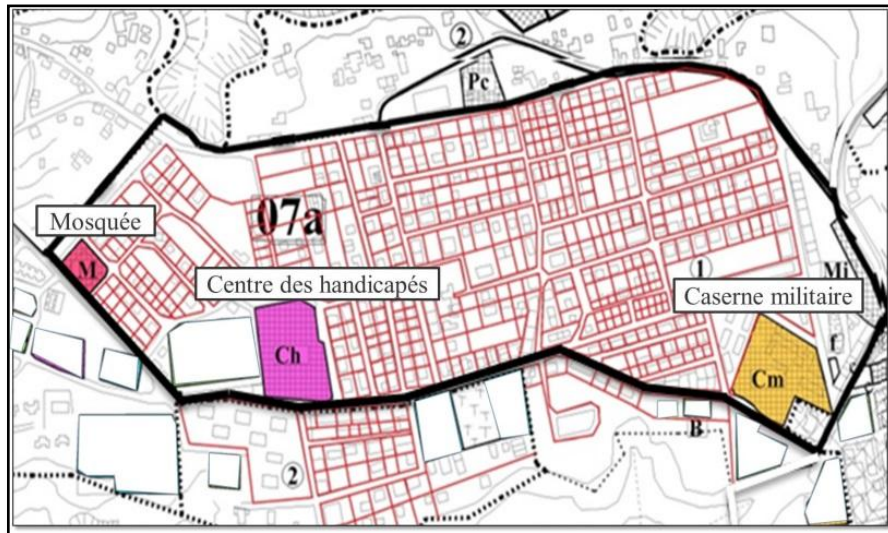 2
Pc
Mosquée
07a
M
Centre des handicapés
1
Mi
Caserne militaire
Ch
f
Cm
B
2